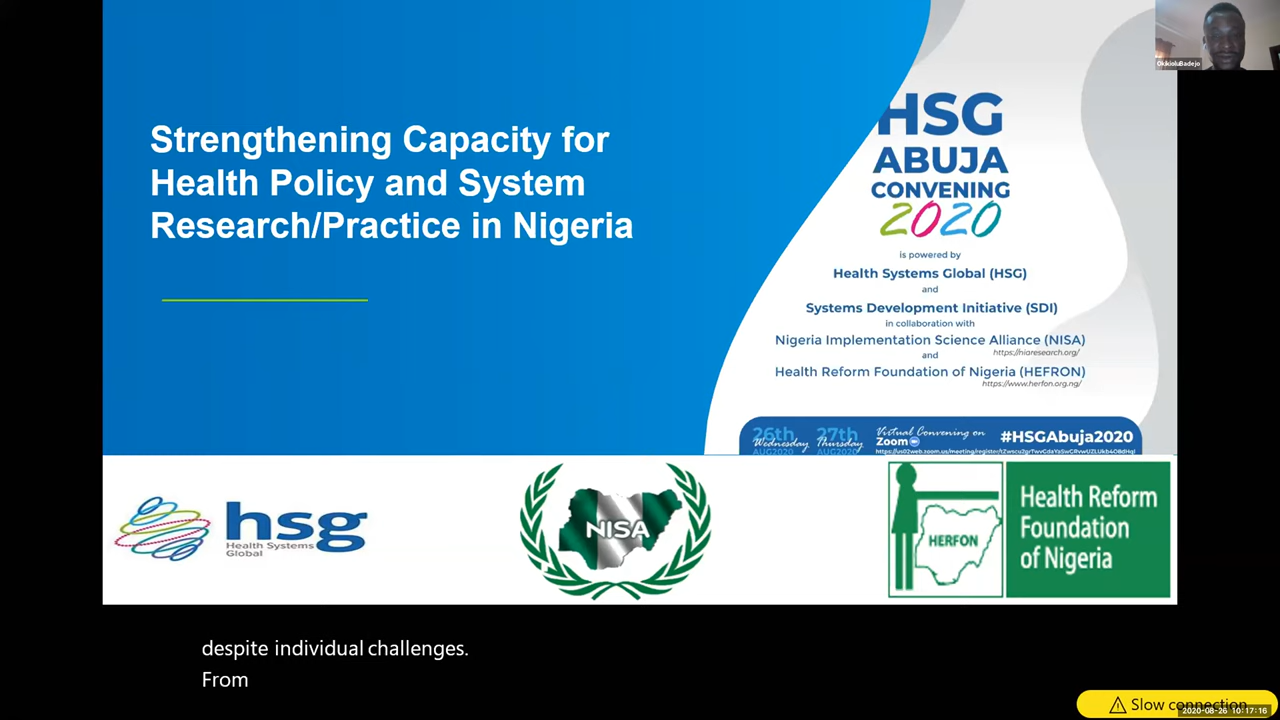 OkikioluBadejo
Strengthening Capacity for
Health Policy and System
Research/Practice in Nigeria
HSG
ABUJA
CONVENING
2020
is powered by
Health Systems Global (HSG)
and
Systems Development Initiative (SDI)
in collaboration with
Nigeria Implementation Science Alliance (NISA)
https://niaresearch.org/
and
Health Reform Foundation of Nigeria (HEFRON)
https://www.herfon.org.ng/
26th Wednesday AUG2020
27th Thursday AUG2020
Virtual Convening on
Zoom
#HSGAbuja2020
hsg
Health Systems
Global
NISA
HERFON
Health Reform
Foundation
of Nigeria
despite individual challenges.
From
Slow connection
2020-08-26 10:17:16